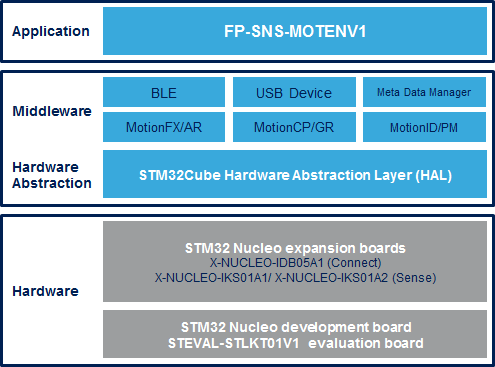 Application
FP-SNS-MOTENV1
Middleware
BLE
USB Device
Meta Data Manager
MotionFX/AR
MotionCP/GR
MotionID/PM
Hardware
Abstraction
STM32Cube Hardware Abstraction Layer (HAL)
Hardware
STM32 Nucleo expansion boards
X-NUCLEO-IDB05A1 (Connect)
X-NUCLEO-IKS01A1/ X-NUCLEO-IKS01A2 (Sense)
STM32 Nucleo development board
STEVAL-STLKT01V1 evaluation board